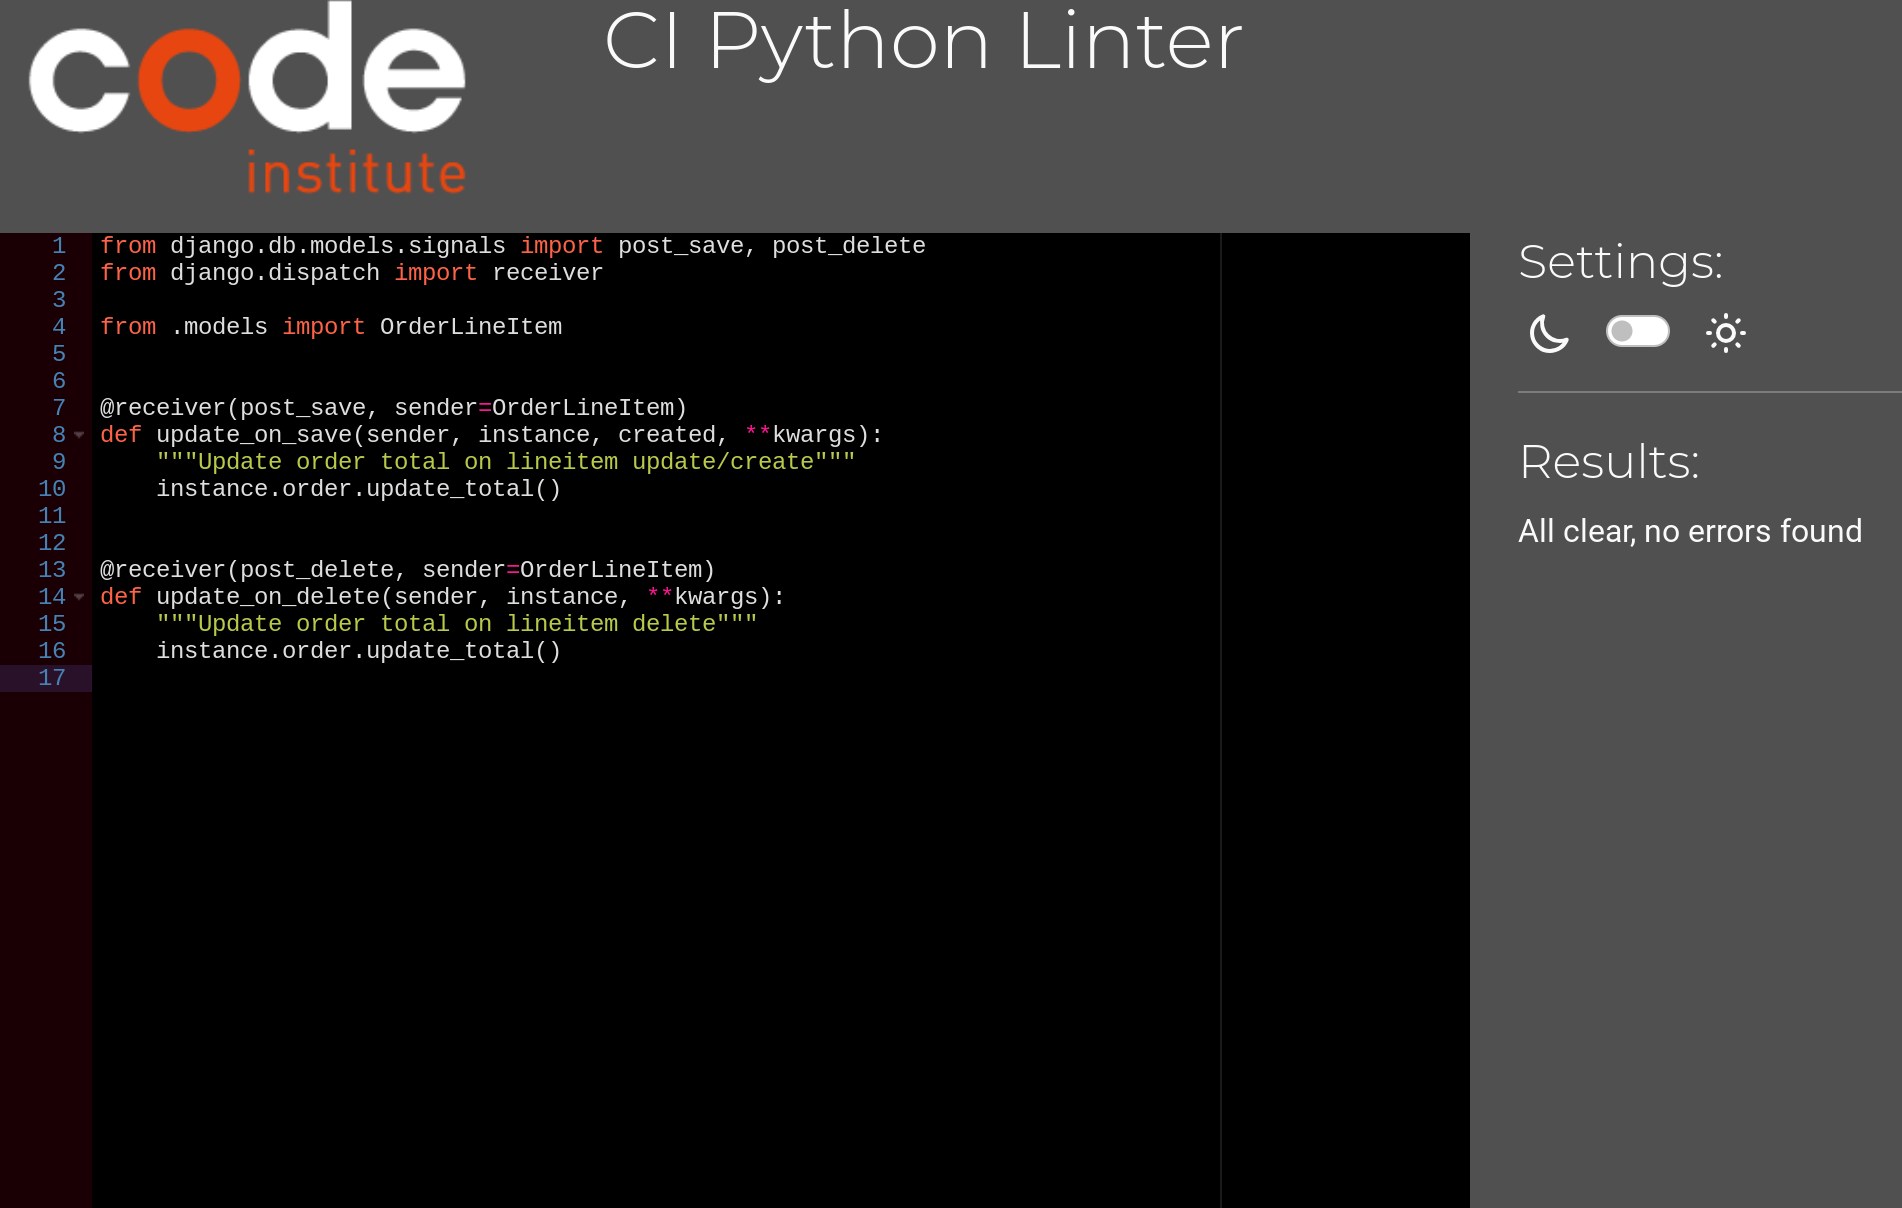 code
institute
CI Python Linter
1 from django.db.models.signals import post_save, post_delete
2 from django.dispatch import receiver
3
4 from .models import OrderLineItem
5
6
7 @receiver(post_save, sender=OrderLineItem)
8 def update_on_save(sender, instance, created, **kwargs):
9     """Update order total on lineitem update/create"""
10     instance.order.update_total()
11
12
13 @receiver(post_delete, sender=OrderLineItem)
14 def update_on_delete(sender, instance, **kwargs):
15     """Update order total on lineitem delete"""
16     instance.order.update_total()
17
Settings:
Results:
All clear, no errors found